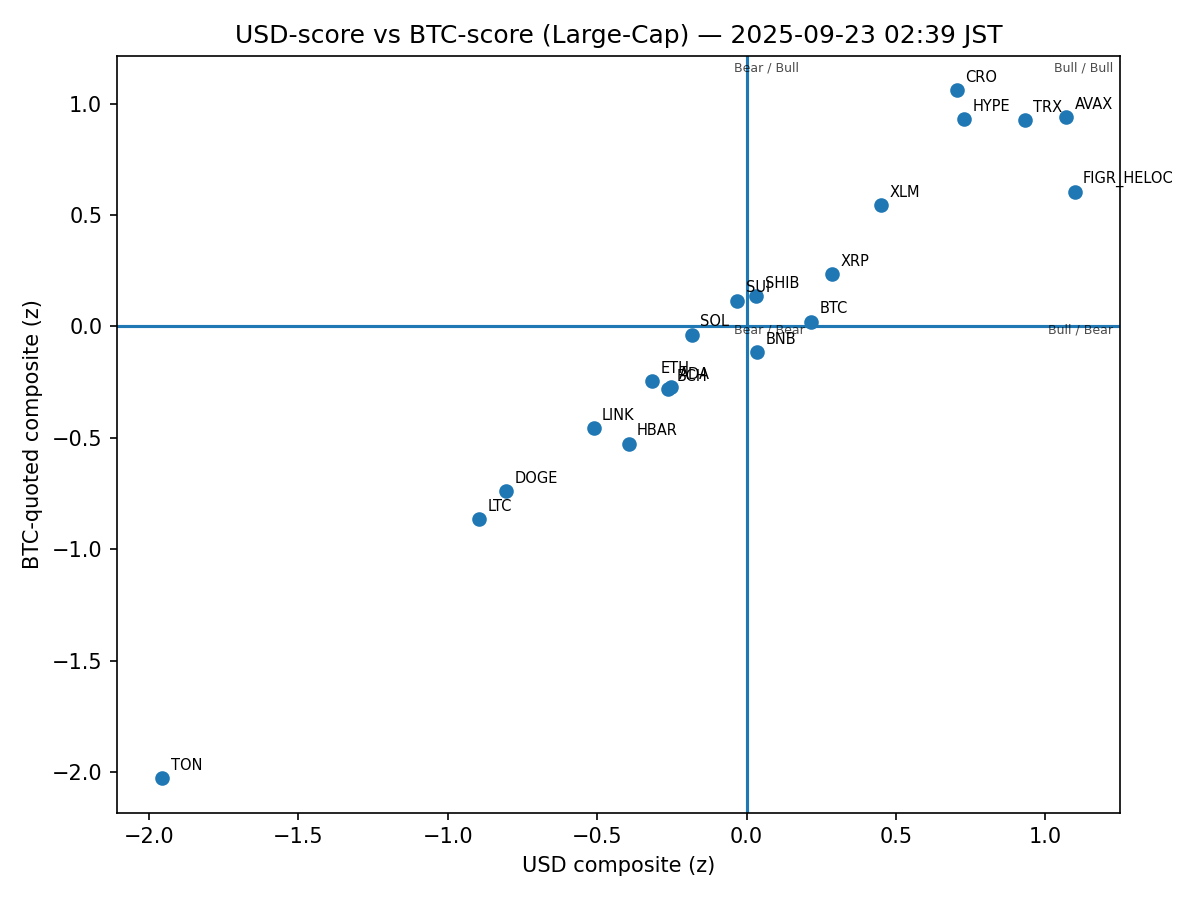 USD-score vs BTC-score (Large-Cap) — 2025-09-23 02:39 JST
Bear / Bull
Bull / Bull
CRO
HYPE
TRX
AVAX
FIGR_HELOC
XLM
XRP
SUI
SHIB
BTC
SOL
Bear / Bear
Bull / Bear
BNB
ETH
ADA
BCH
LINK
HBAR
DOGE
LTC
TON
1.0
0.5
0.0
−0.5
−1.0
−1.5
−2.0
BTC-quoted composite (z)
−2.0
−1.5
−1.0
−0.5
0.0
0.5
1.0
USD composite (z)